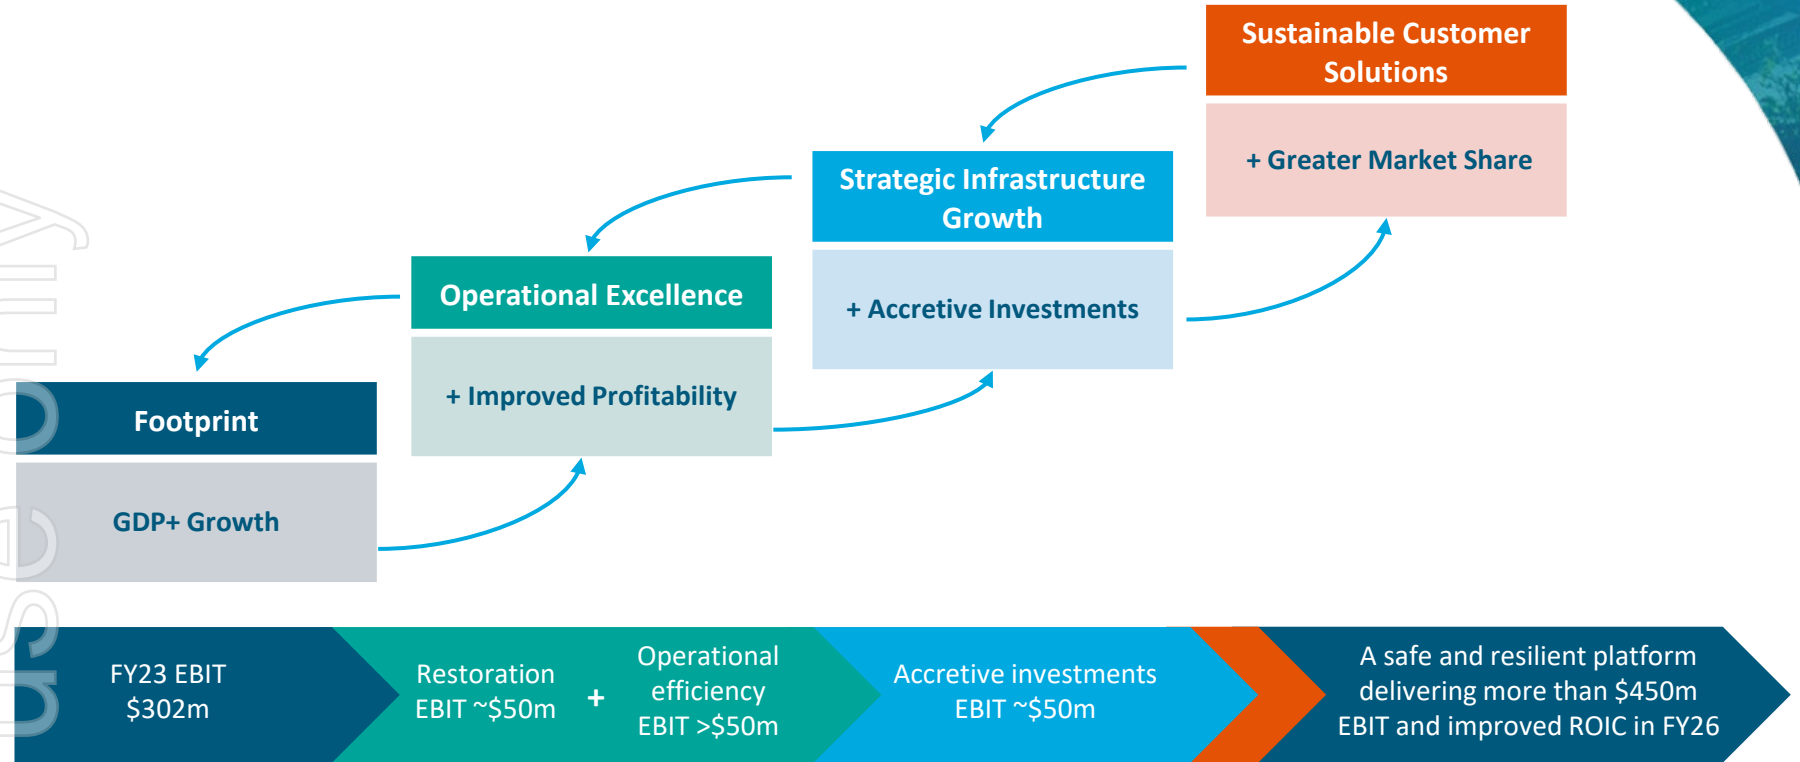 Sustainable Customer
Solutions
+ Greater Market Share
Strategic Infrastructure
Growth
+ Accretive Investments
Operational Excellence
+ Improved Profitability
Footprint
GDP+ Growth
FY23 EBIT
$302m
Restoration
EBIT ~$50m
+
Operational
efficiency
EBIT >$50m
Accretive investments
EBIT ~$50m
A safe and resilient platform
delivering more than $450m
EBIT and improved ROIC in FY26
use only